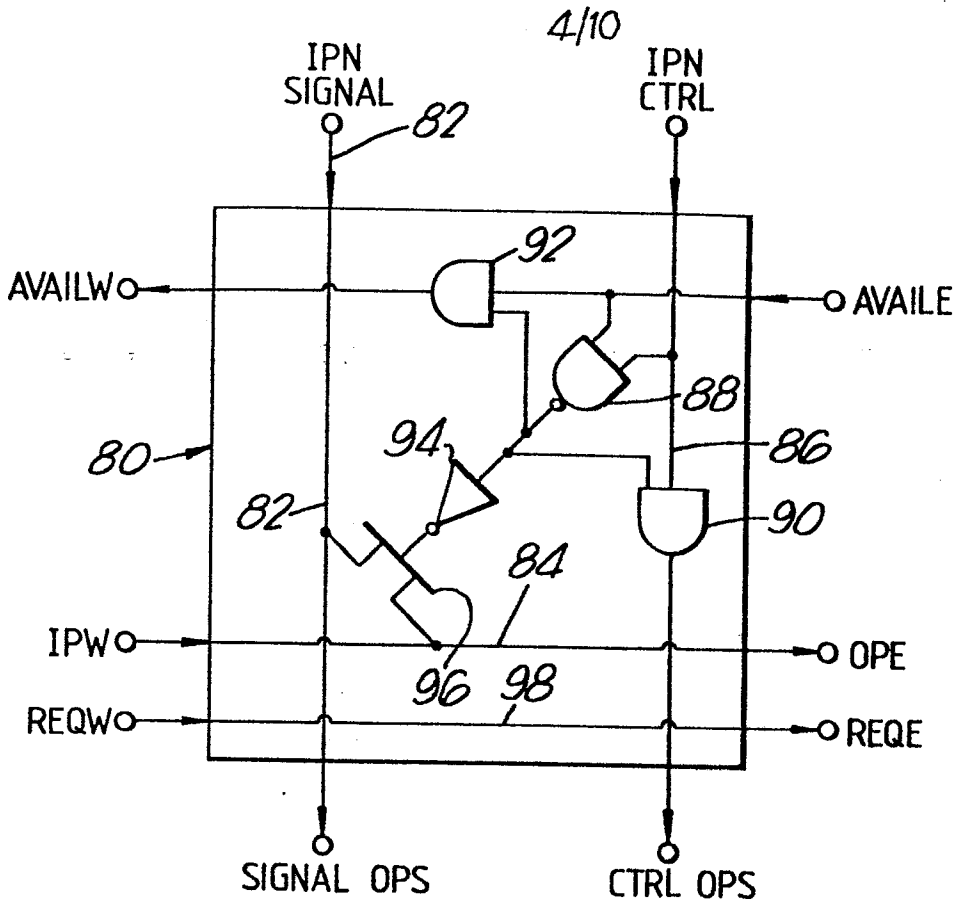 4/10
IPN
SIGNAL
IPN
CTRL
82
92
AVAILW
AVAILE
88
94
86
80
82
90
84
IPW
OPE
96
98
REQW
REQE
SIGNAL OPS
CTRL OPS